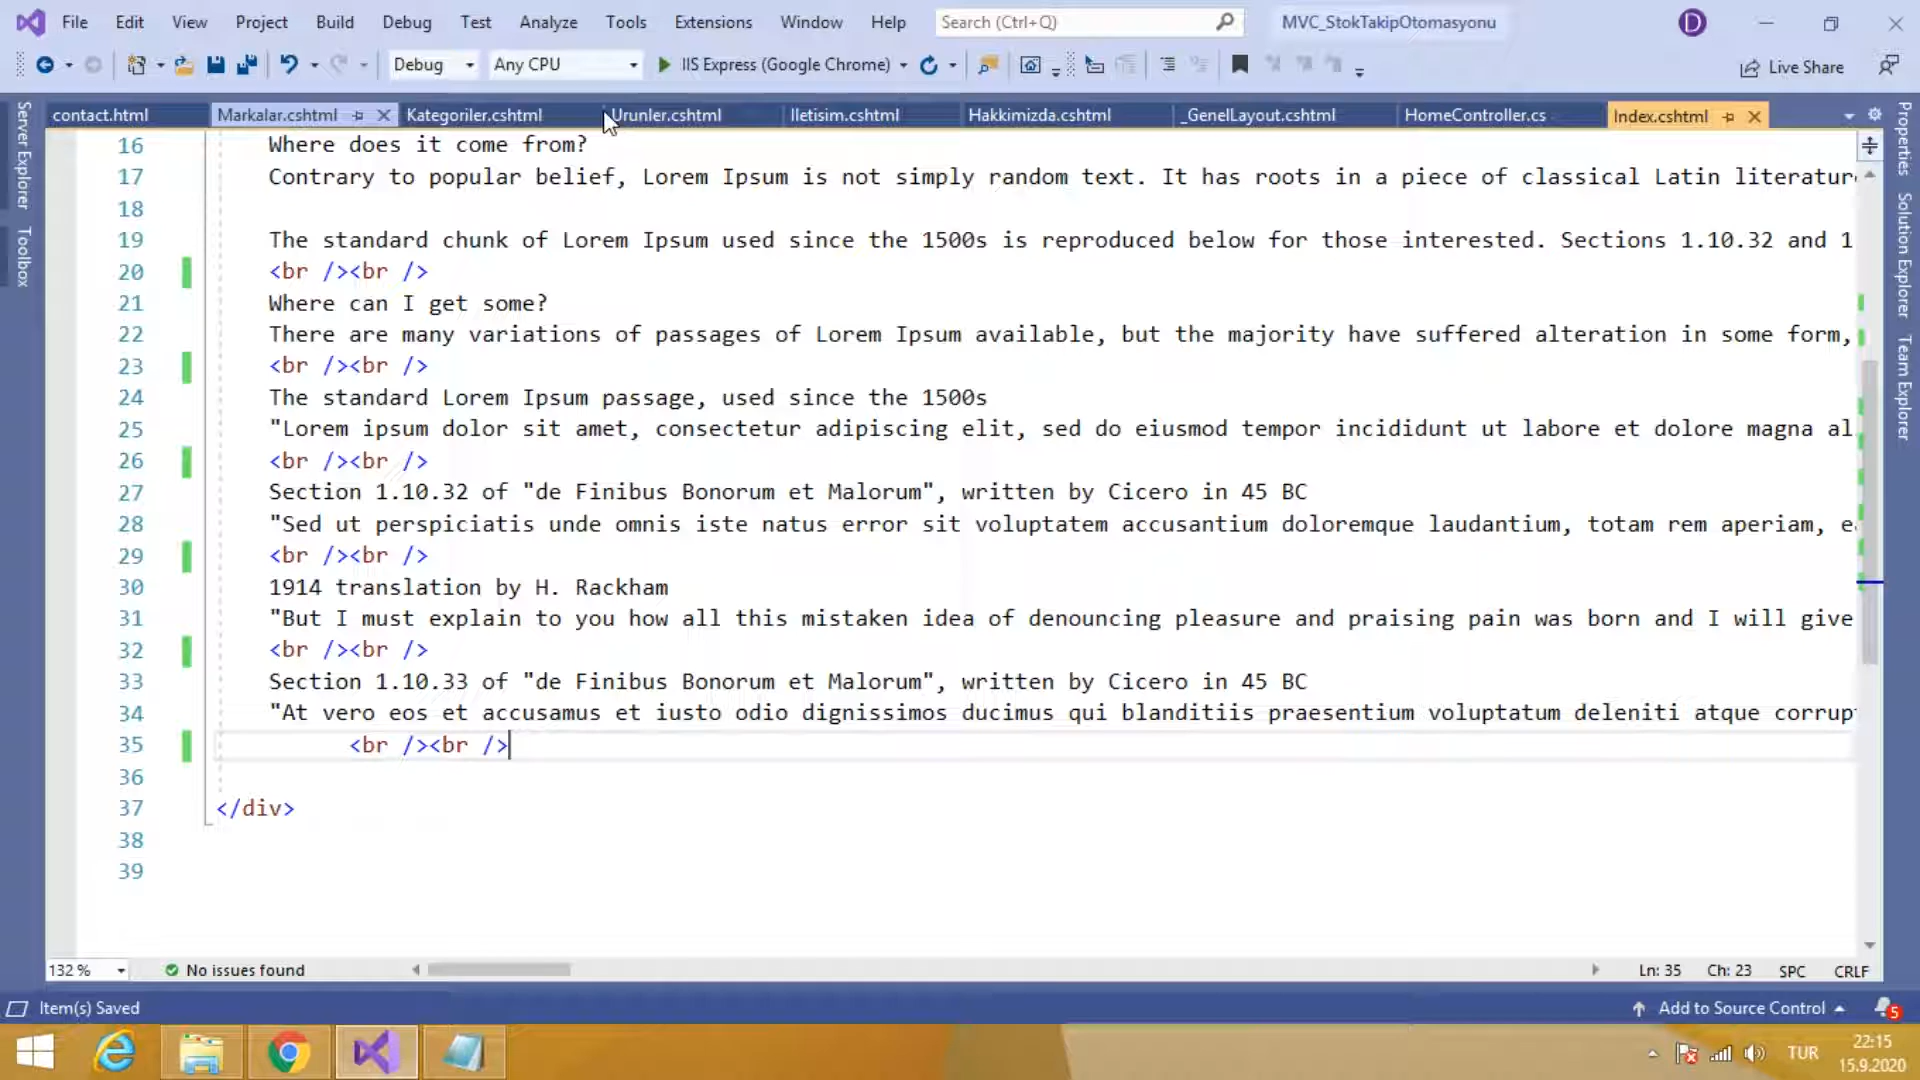 File Edit View Project Build Debug Test Analyze Tools Extensions Window Help Search (Ctrl+Q) MVC_StokTakipOtomasyonu D
Debug Any CPU IIS Express (Google Chrome) Live Share
contact.html Markalar.cshtml Kategoriler.cshtml Urunler.cshtml Iletisim.cshtml Hakkimizda.cshtml _GenelLayout.cshtml HomeController.cs Index.cshtml
Server Explorer
Toolbox
Properties
Solution Explorer
Team Explorer
16 Where does it come from?
17 Contrary to popular belief, Lorem Ipsum is not simply random text. It has roots in a piece of classical Latin literatur
18
19 The standard chunk of Lorem Ipsum used since the 1500s is reproduced below for those interested. Sections 1.10.32 and 1
20 <br /><br />
21 Where can I get some?
22 There are many variations of passages of Lorem Ipsum available, but the majority have suffered alteration in some form,
23 <br /><br />
24 The standard Lorem Ipsum passage, used since the 1500s
25 "Lorem ipsum dolor sit amet, consectetur adipiscing elit, sed do eiusmod tempor incididunt ut labore et dolore magna al
26 <br /><br />
27 Section 1.10.32 of "de Finibus Bonorum et Malorum", written by Cicero in 45 BC
28 "Sed ut perspiciatis unde omnis iste natus error sit voluptatem accusantium doloremque laudantium, totam rem aperiam, e
29 <br /><br />
30 1914 translation by H. Rackham
31 "But I must explain to you how all this mistaken idea of denouncing pleasure and praising pain was born and I will give
32 <br /><br />
33 Section 1.10.33 of "de Finibus Bonorum et Malorum", written by Cicero in 45 BC
34 "At vero eos et accusamus et iusto odio dignissimos ducimus qui blanditiis praesentium voluptatum deleniti atque corrup
35 <br /><br />
36
37 </div>
38
39
132 % No issues found Ln: 35 Ch: 23 SPC CRLF
Item(s) Saved Add to Source Control 5
TUR 22:15
15.9.2020